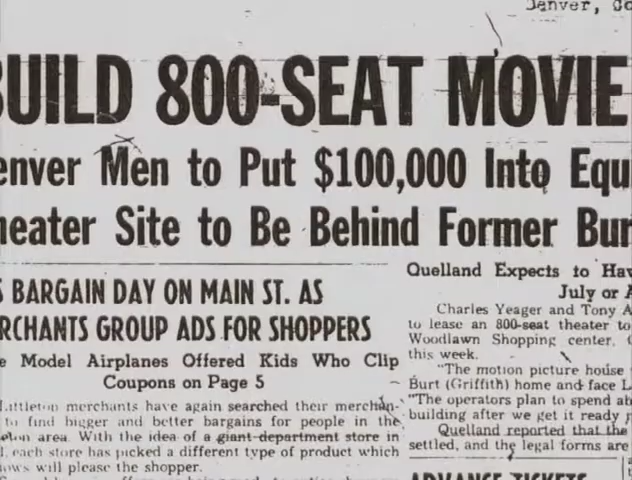 Denver, Co
BUILD 800-SEAT MOVIE
enver Men to Put $100,000 Into Equ
heater Site to Be Behind Former Bur
S BARGAIN DAY ON MAIN ST. AS
RCHANTS GROUP ADS FOR SHOPPERS
e Model Airplanes Offered Kids Who Clip
Coupons on Page 5
Littleton merchants have again searched their merchan-
to find bigger and better bargains for people in the
eton area. With the idea of a giant department store in
each store has picked a different type of product which
ows will please the shopper.
Quelland Expects to Hav
July or A
Charles Yeager and Tony A
to lease an 800-seat theater to
Woodlawn Shopping center,
this week.
"The motion picture house
Burt (Griffith) home and face L
"The operators plan to spend ab
building after we get it ready
Quelland reported that the
settled, and the legal forms are
ADVANCE TICKETS